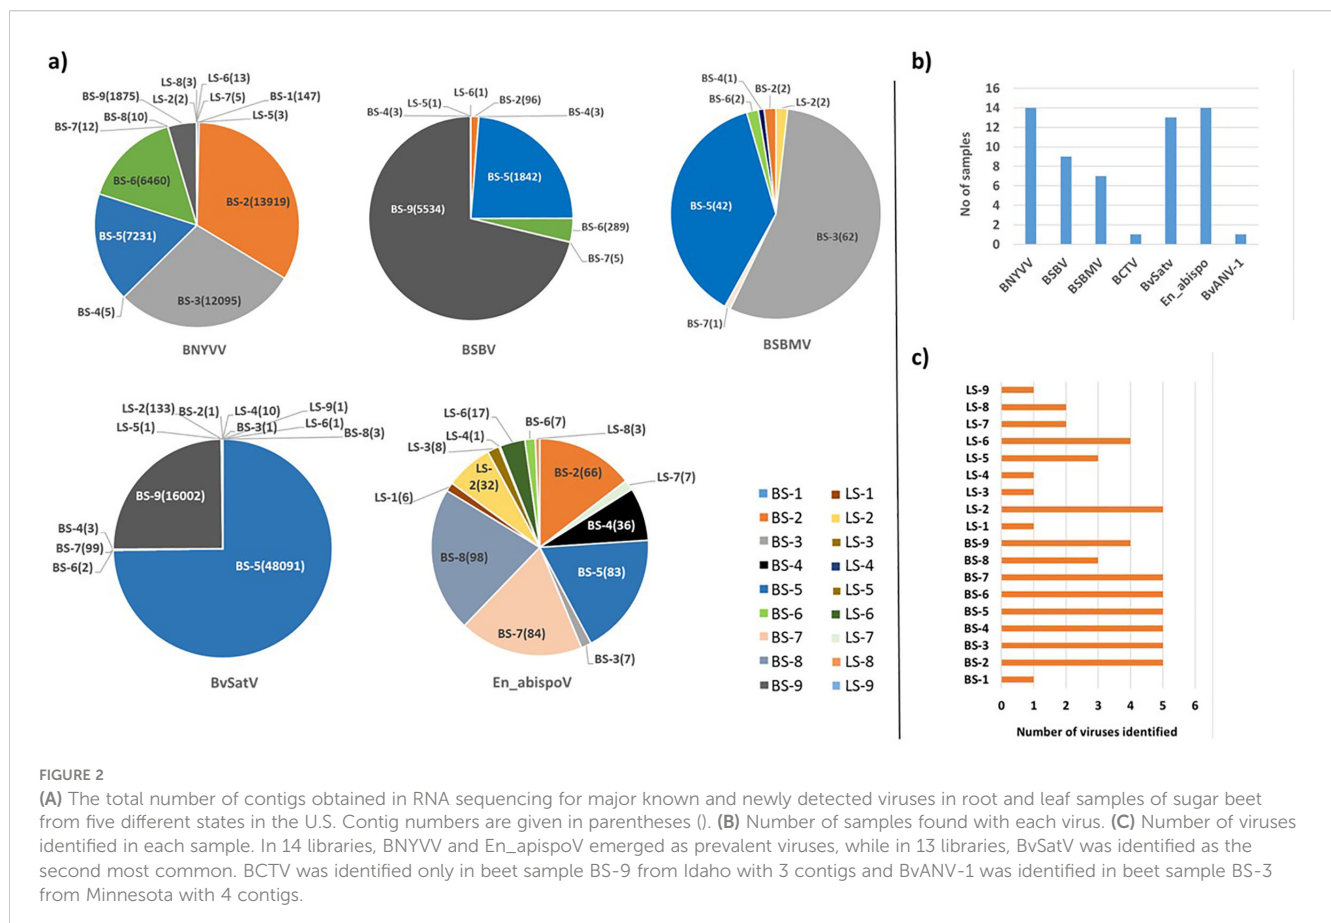 a)
LS-8(3)
LS-6(13)
BS-9(1875)
LS-2(2)
LS-7(5)
BS-1(147)
BS-8(10)
LS-5(3)
BS-7(12)
BS-6(6460)
BS-2(13919)
BS-5(7231)
BS-3(12095)
BS-4(5)
BNYVV
LS-6(1)
LS-5(1)
BS-2(96)
BS-4(3)
BS-4(3)
BS-5(1842)
BS-9(5534)
BS-6(289)
BS-7(5)
BSBV
BS-4(1)
BS-2(2)
BS-6(2)
LS-2(2)
BS-5(42)
BS-3(62)
BS-7(1)
BSBMV
LS-2(133)
BS-2(1)
LS-4(10)
LS-9(1)
LS-5(1)
BS-3(1)
LS-6(1)
BS-8(3)
BS-9(16002)
BS-4(3)
BS-7(99)
BS-6(2)
BS-5(48091)
BvSatV
LS-6(17)
BS-6(7)
LS-4(1)
LS-8(3)
LS-3(8)
LS-
2(32)
BS-2(66)
LS-7(7)
LS-1(6)
BS-4(36)
BS-8(98)
BS-5(83)
BS-7(84)
BS-3(7)
En_abispoV
BS-1
LS-1
BS-2
LS-2
BS-3
LS-3
BS-4
LS-4
BS-5
LS-5
BS-6
LS-6
BS-7
LS-7
BS-8
LS-8
BS-9
LS-9
b)
No of samples
16
14
12
10
8
6
4
2
0
BNYVV
BSBV
BSBMV
BCTV
BvSatv
En_abispo
BvANV-1
c)
LS-9
LS-8
LS-7
LS-6
LS-5
LS-4
LS-3
LS-2
LS-1
BS-9
BS-8
BS-7
BS-6
BS-5
BS-4
BS-3
BS-2
BS-1
0 1 2 3 4 5 6
Number of viruses identified
FIGURE 2
(A) The total number of contigs obtained in RNA sequencing for major known and newly detected viruses in root and leaf samples of sugar beet
from five different states in the U.S. Contig numbers are given in parentheses (). (B) Number of samples found with each virus. (C) Number of viruses
identified in each sample. In 14 libraries, BNYVV and En_apispoV emerged as prevalent viruses, while in 13 libraries, BvSatV was identified as the
second most common. BCTV was identified only in beet sample BS-9 from Idaho with 3 contigs and BvANV-1 was identified in beet sample BS-3
from Minnesota with 4 contigs.